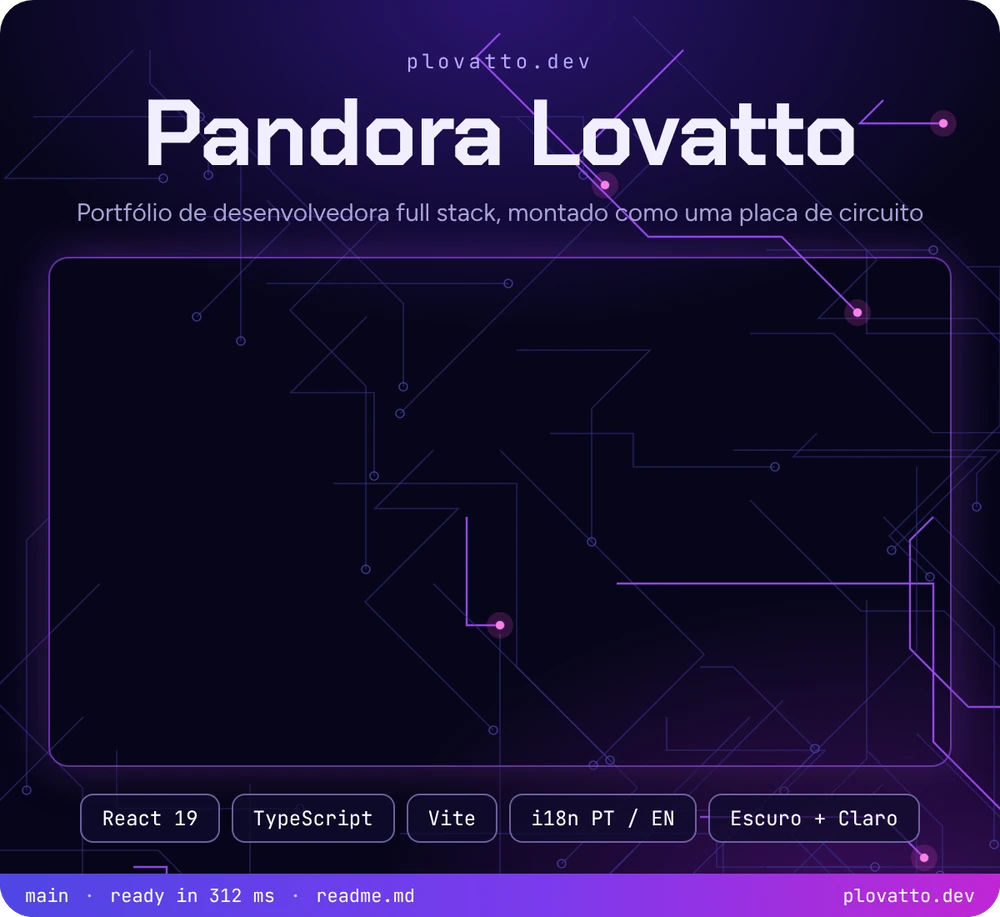 plovatto.dev
Pandora Lovatto
Portfólio de desenvolvedora full stack, montado como uma placa de circuito
React 19
TypeScript
Vite
i18n PT / EN
Escuro + Claro
main · ready in 312 ms · readme.md
plovatto.dev